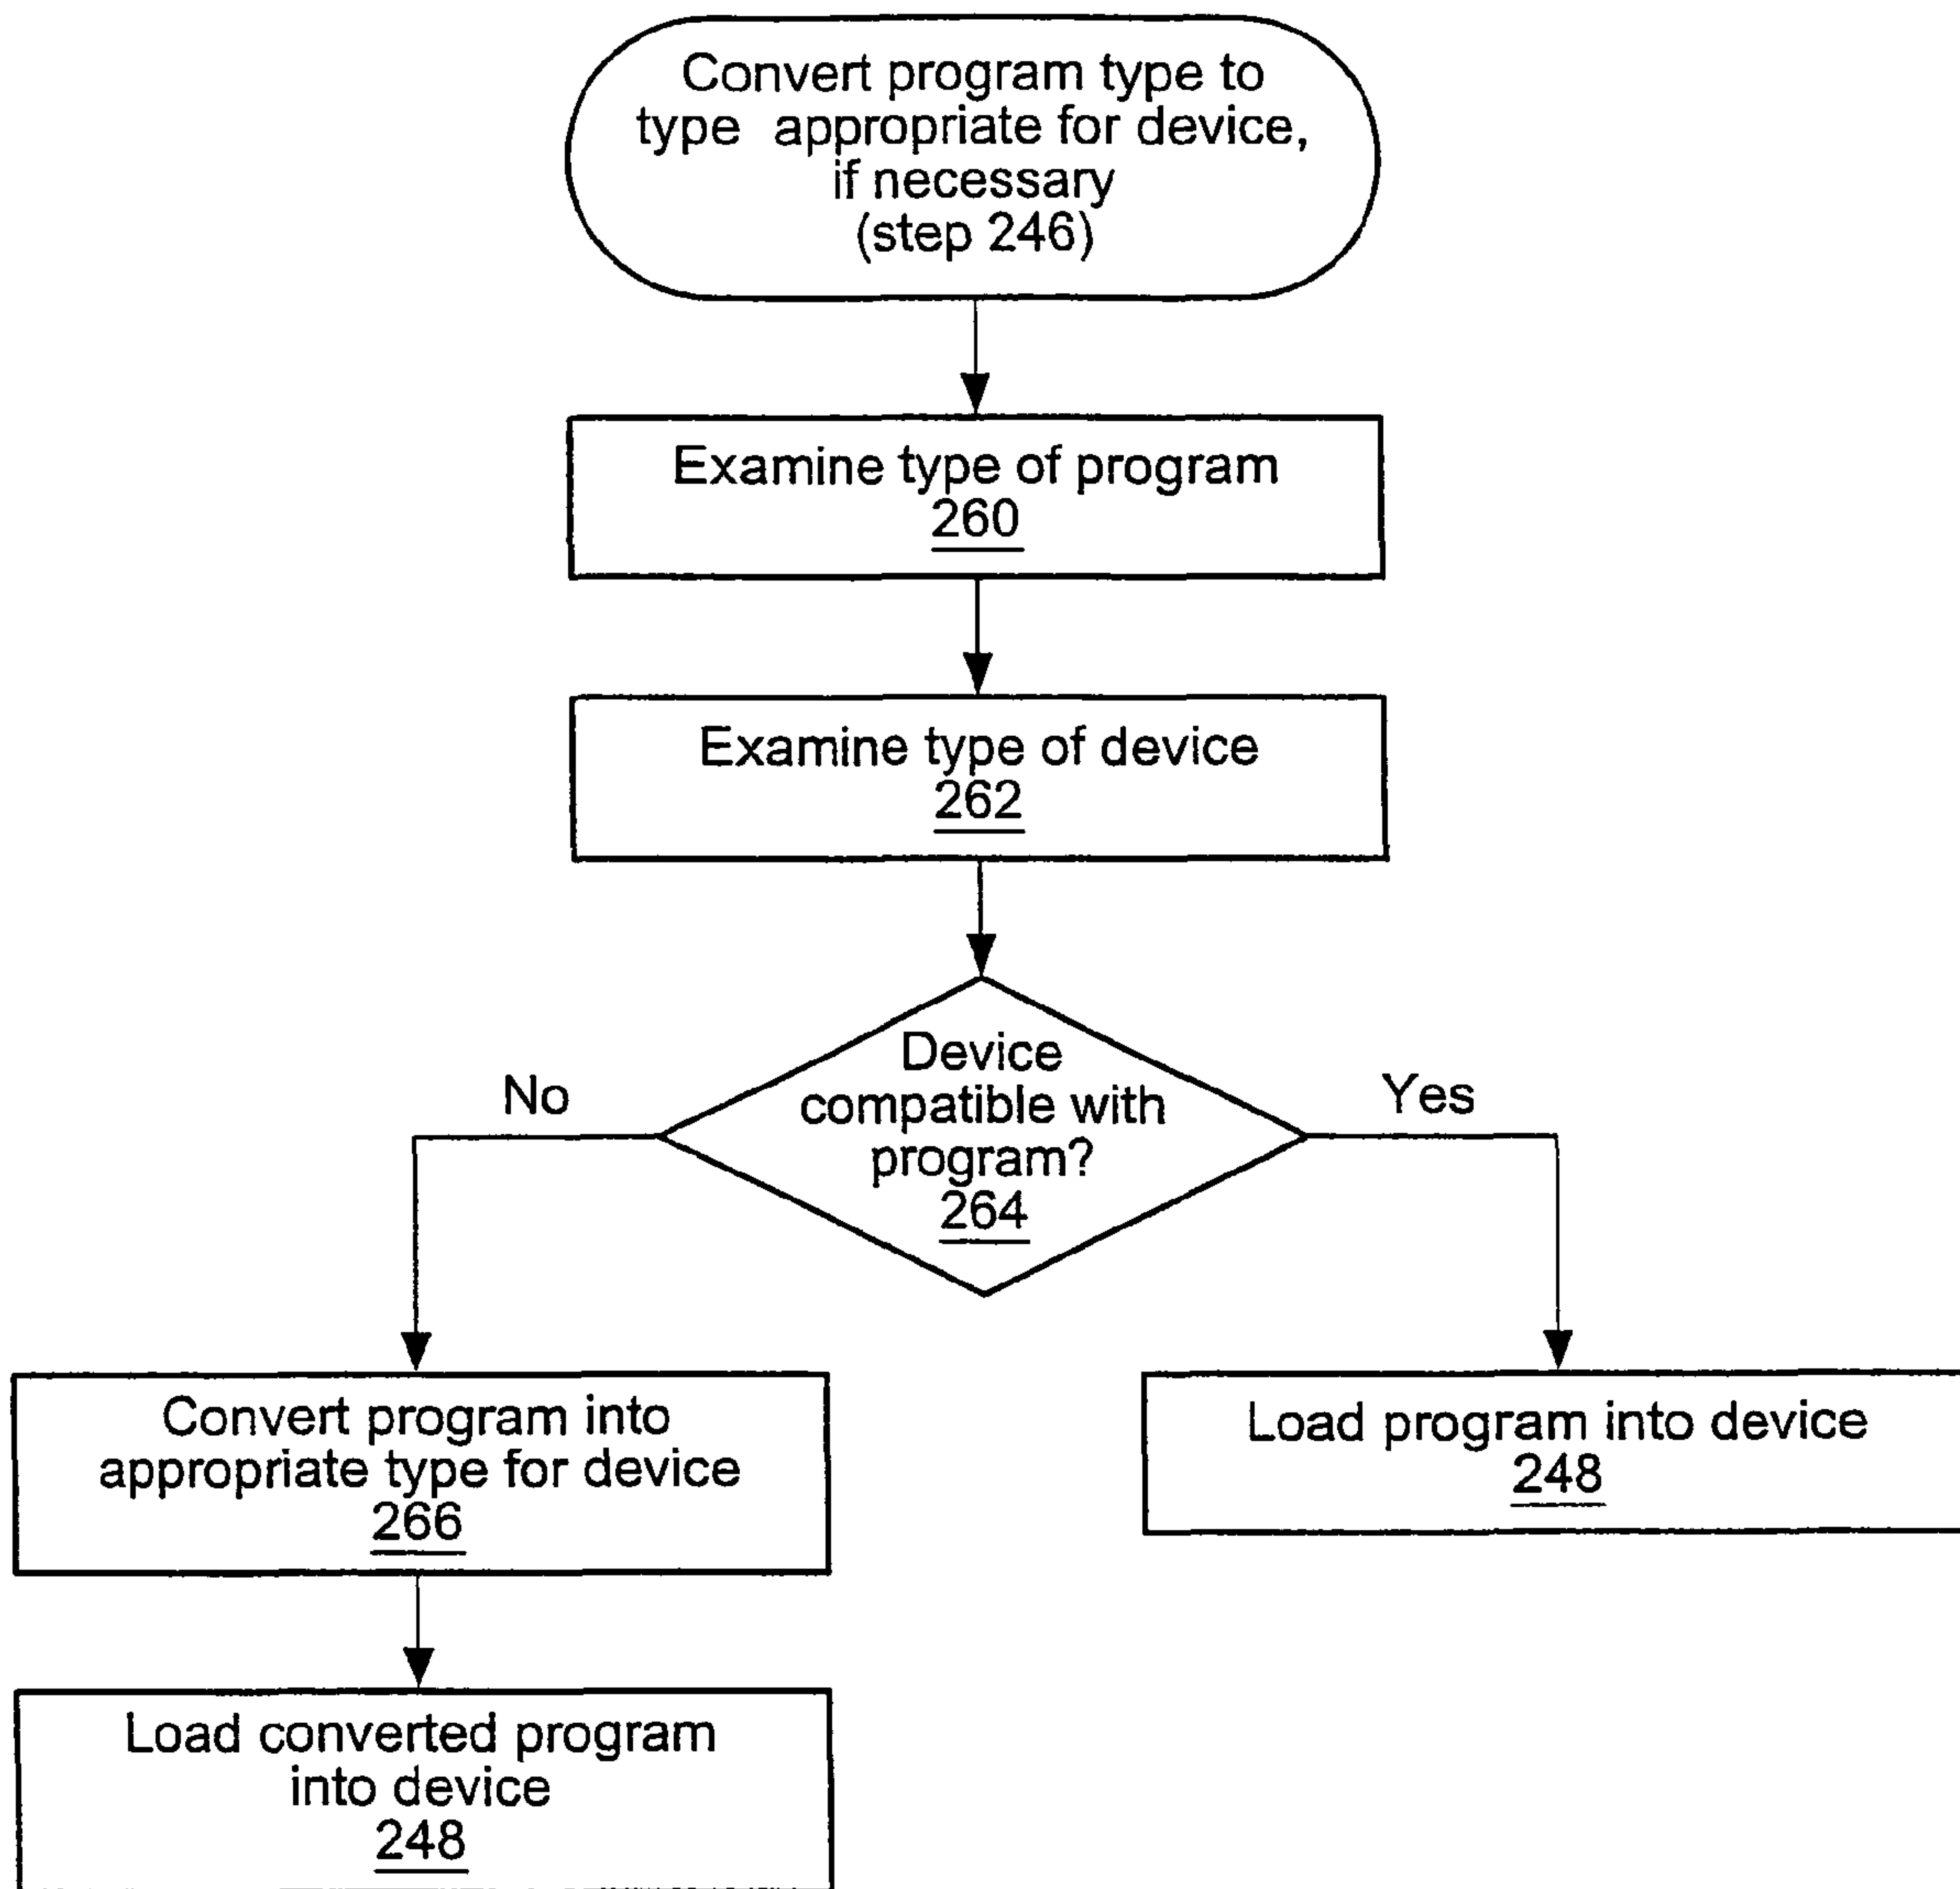 Convert program type to
type appropriate for device,
if necessary
(step 246)
Examine type of program
260
Examine type of device
262
Device
compatible with
program?
264
No
Yes
Convert program into
appropriate type for device
266
Load program into device
248
Load converted program
into device
248